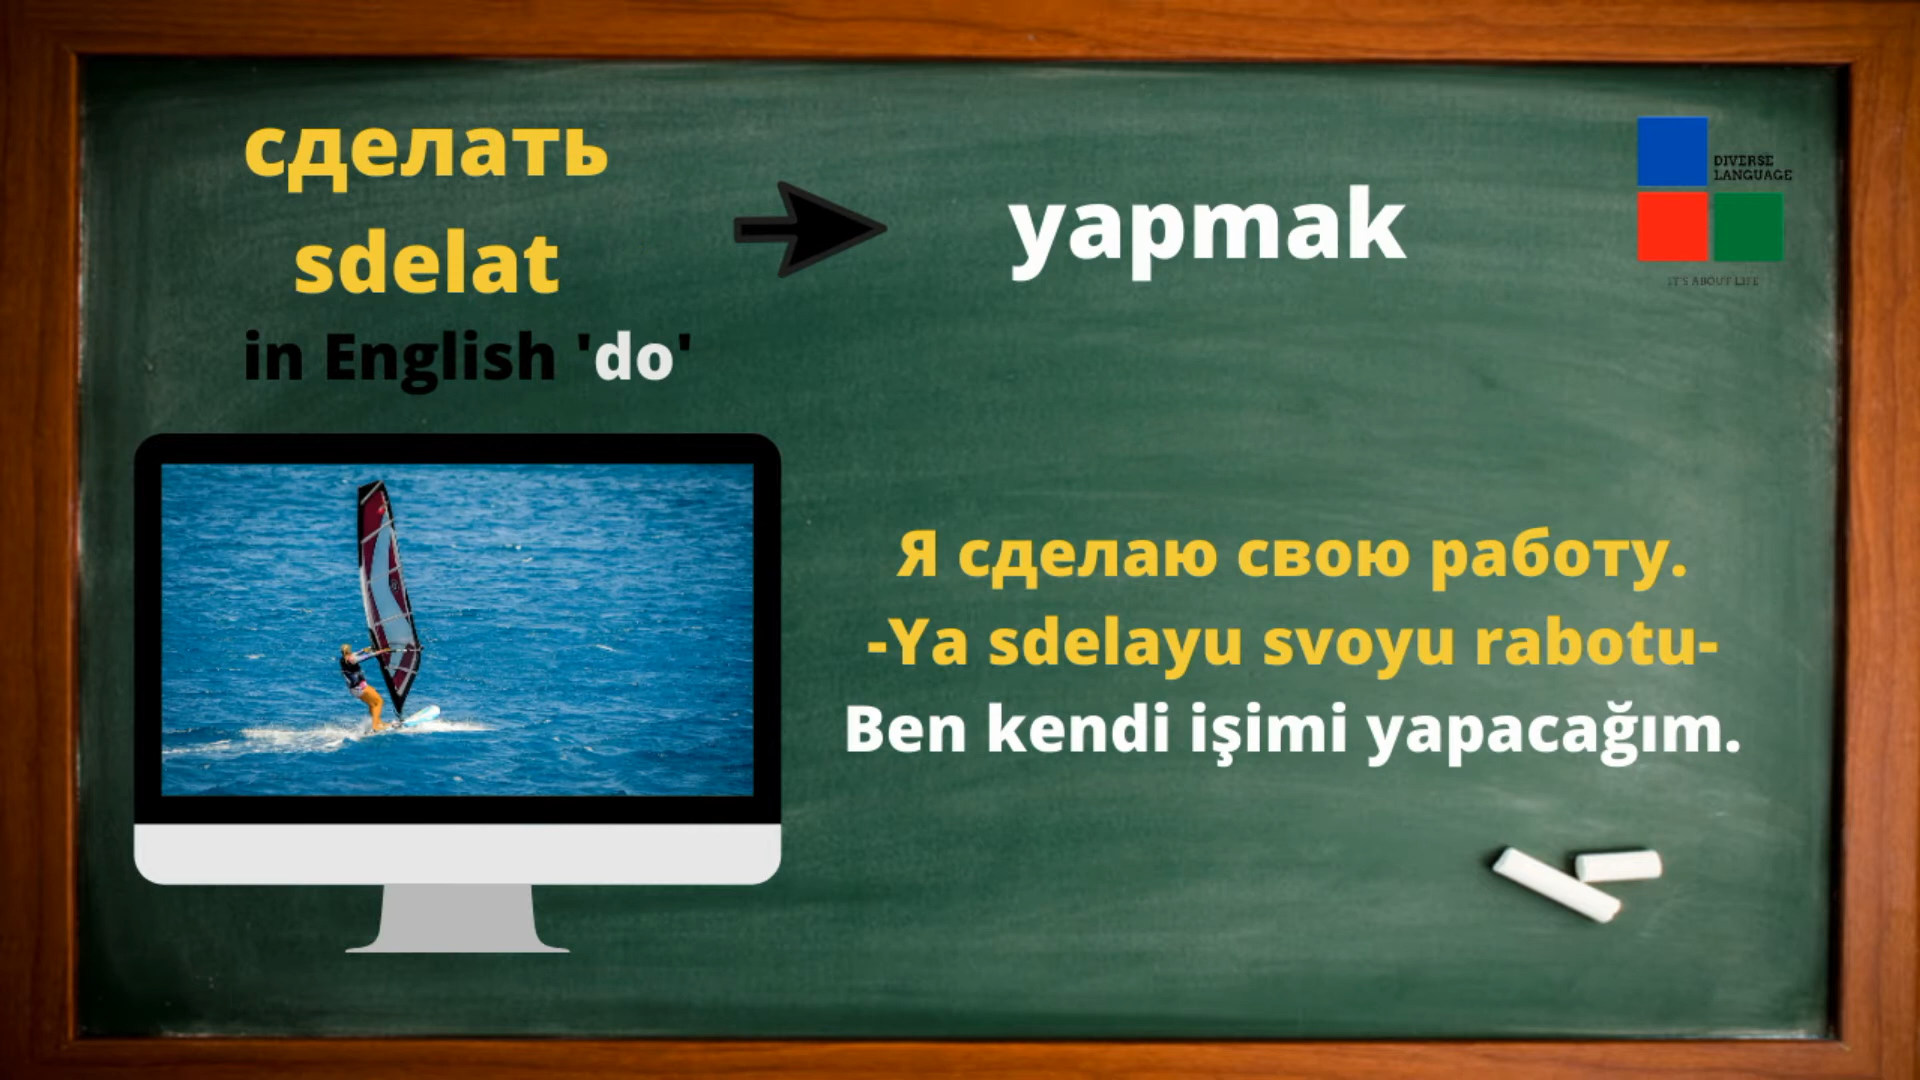 сделать
sdelat
in English 'do'
yapmak
DIVERSE
LANGUAGE
IT'S ABOUT LIFE
Я сделаю свою работу.
-Ya sdelayu svoyu rabotu-
Ben kendi işimi yapacağım.